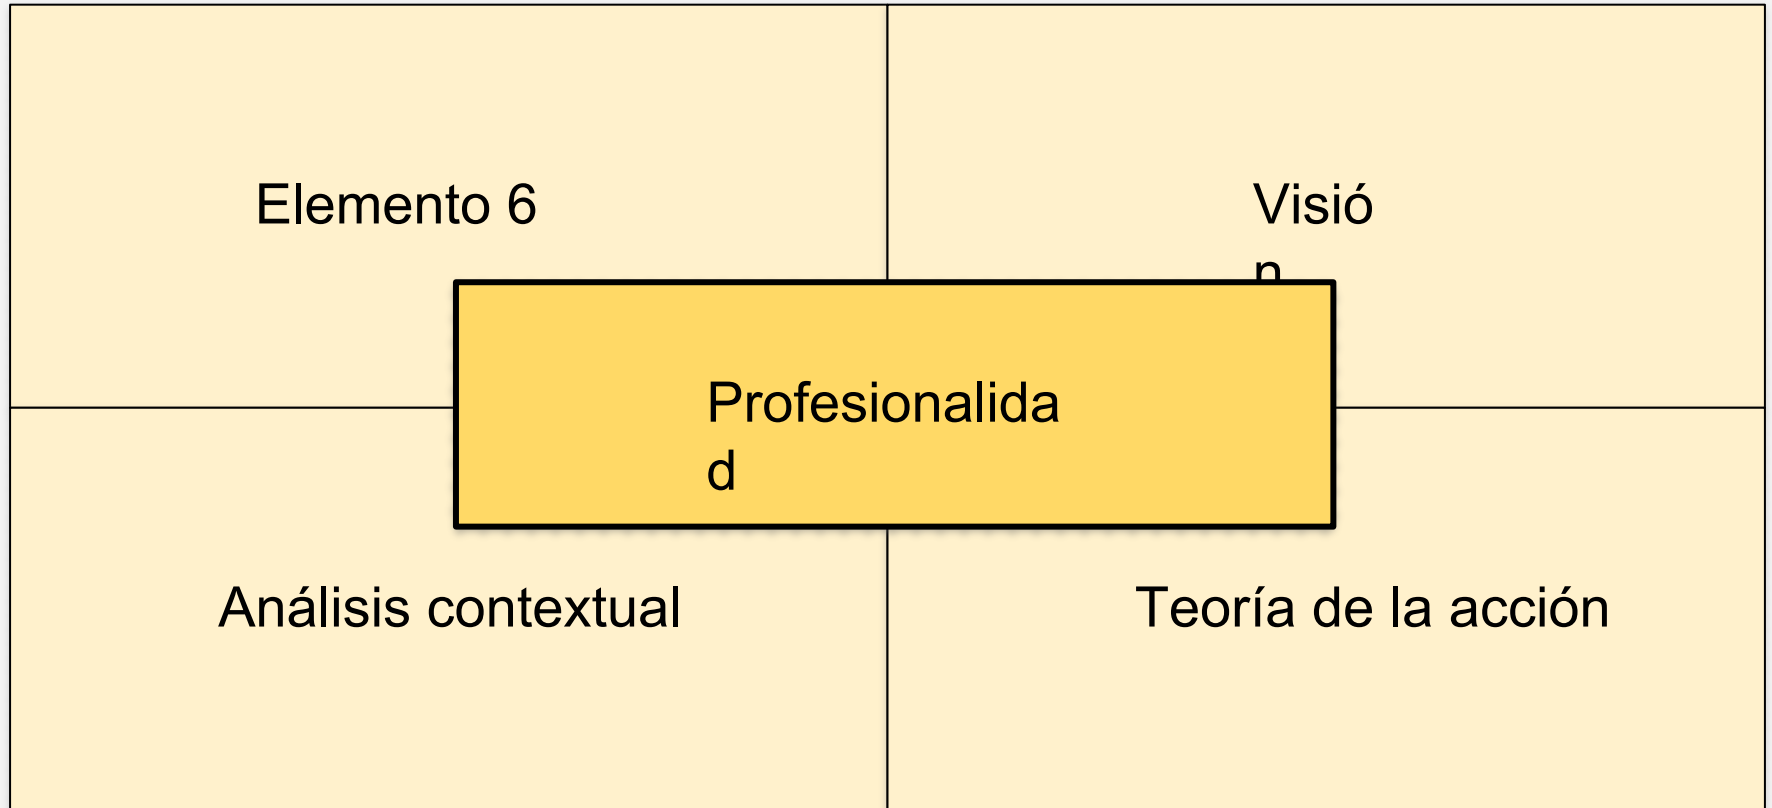 Elemento 6
Visió
n
Profesionalida
d
Análisis contextual
Teoría de la acción